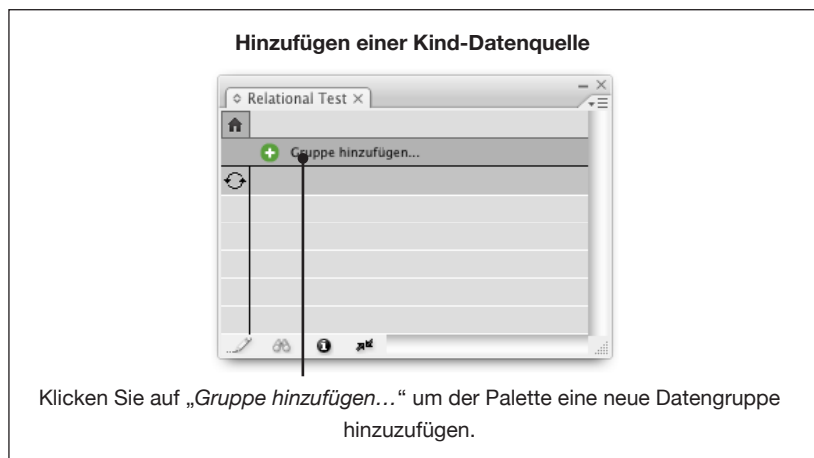 Hinzufügen einer Kind-Datenquelle
Relational Test
Gruppe hinzufügen...
Klicken Sie auf „Gruppe hinzufügen…“ um der Palette eine neue Datengruppe
hinzuzufügen.